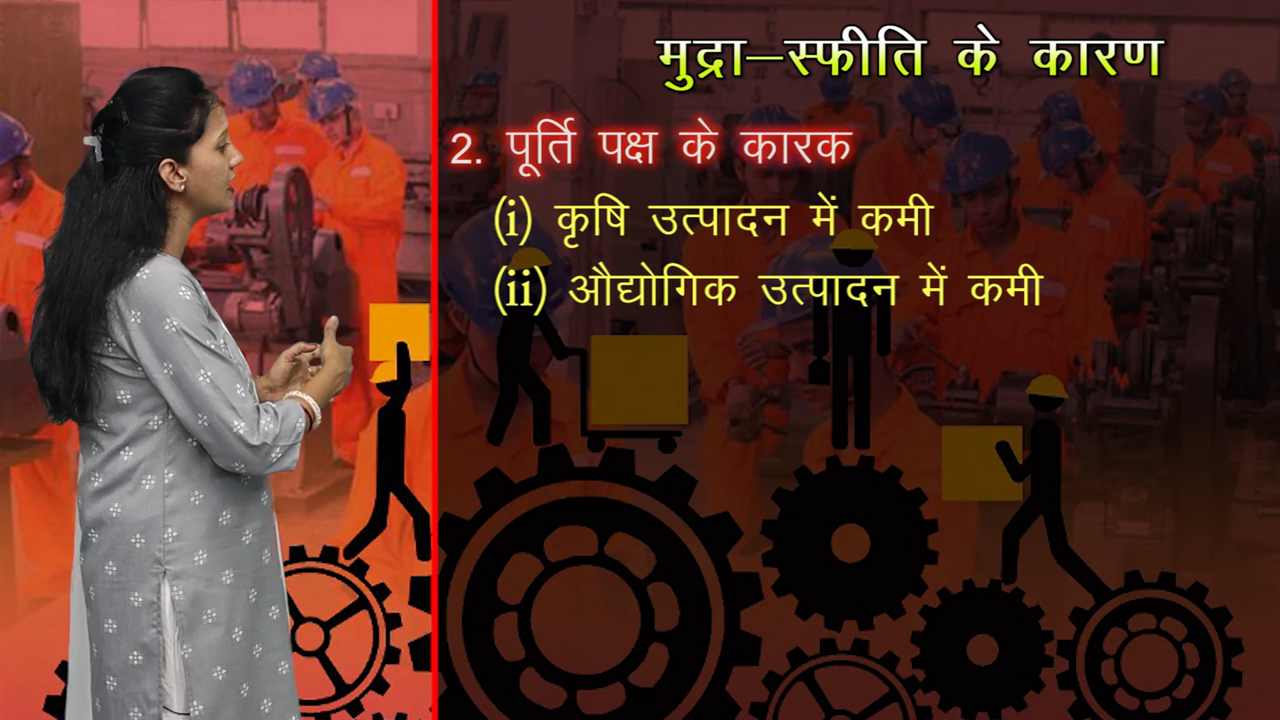 मुद्रा–स्फीति के कारण
2. पूर्ति पक्ष के कारक
(i) कृषि उत्पादन में कमी
(ii) औद्योगिक उत्पादन में कमी